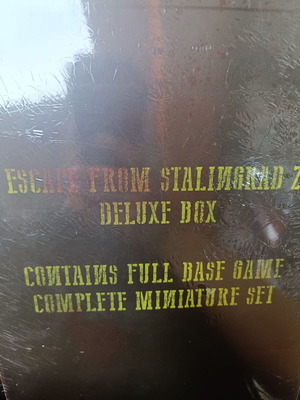 ESCAPE FROM STALINGRAD Z
DELUXE BOX
CONTAINS FULL BASE GAME
COMPLETE MINIATURE SET